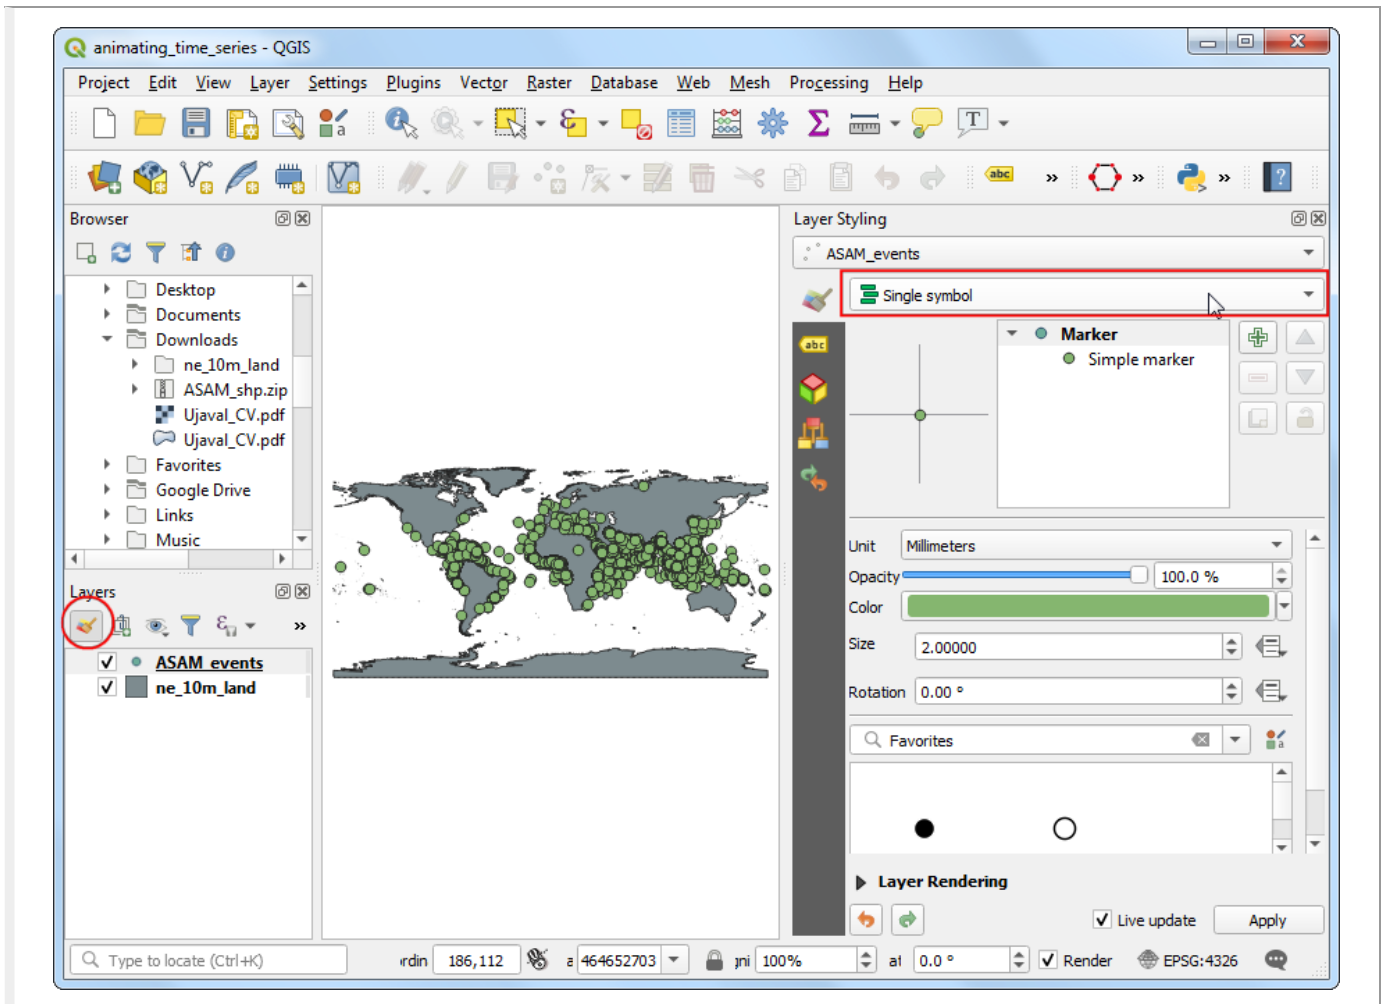 animating_time_series - QGIS
Project Edit View Layer Settings Plugins Vector Raster Database Web Mesh Processing Help
Browser
Desktop
Documents
Downloads
ne_10m_land
ASAM_shp.zip
Ujaval_CV.pdf
Ujaval_CV.pdf
Favorites
Google Drive
Links
Music
Layers
ASAM_events
ne_10m_land
Layer Styling
ASAM_events
Single symbol
Marker
Simple marker
Unit Millimeters
Opacity 100.0 %
Color
Size 2.00000
Rotation 0.00 °
Favorites
Layer Rendering
Live update Apply
Type to locate (Ctrl+K) rdin 186,112 a 464652703 gni 100% at 0.0 ° Render EPSG:4326